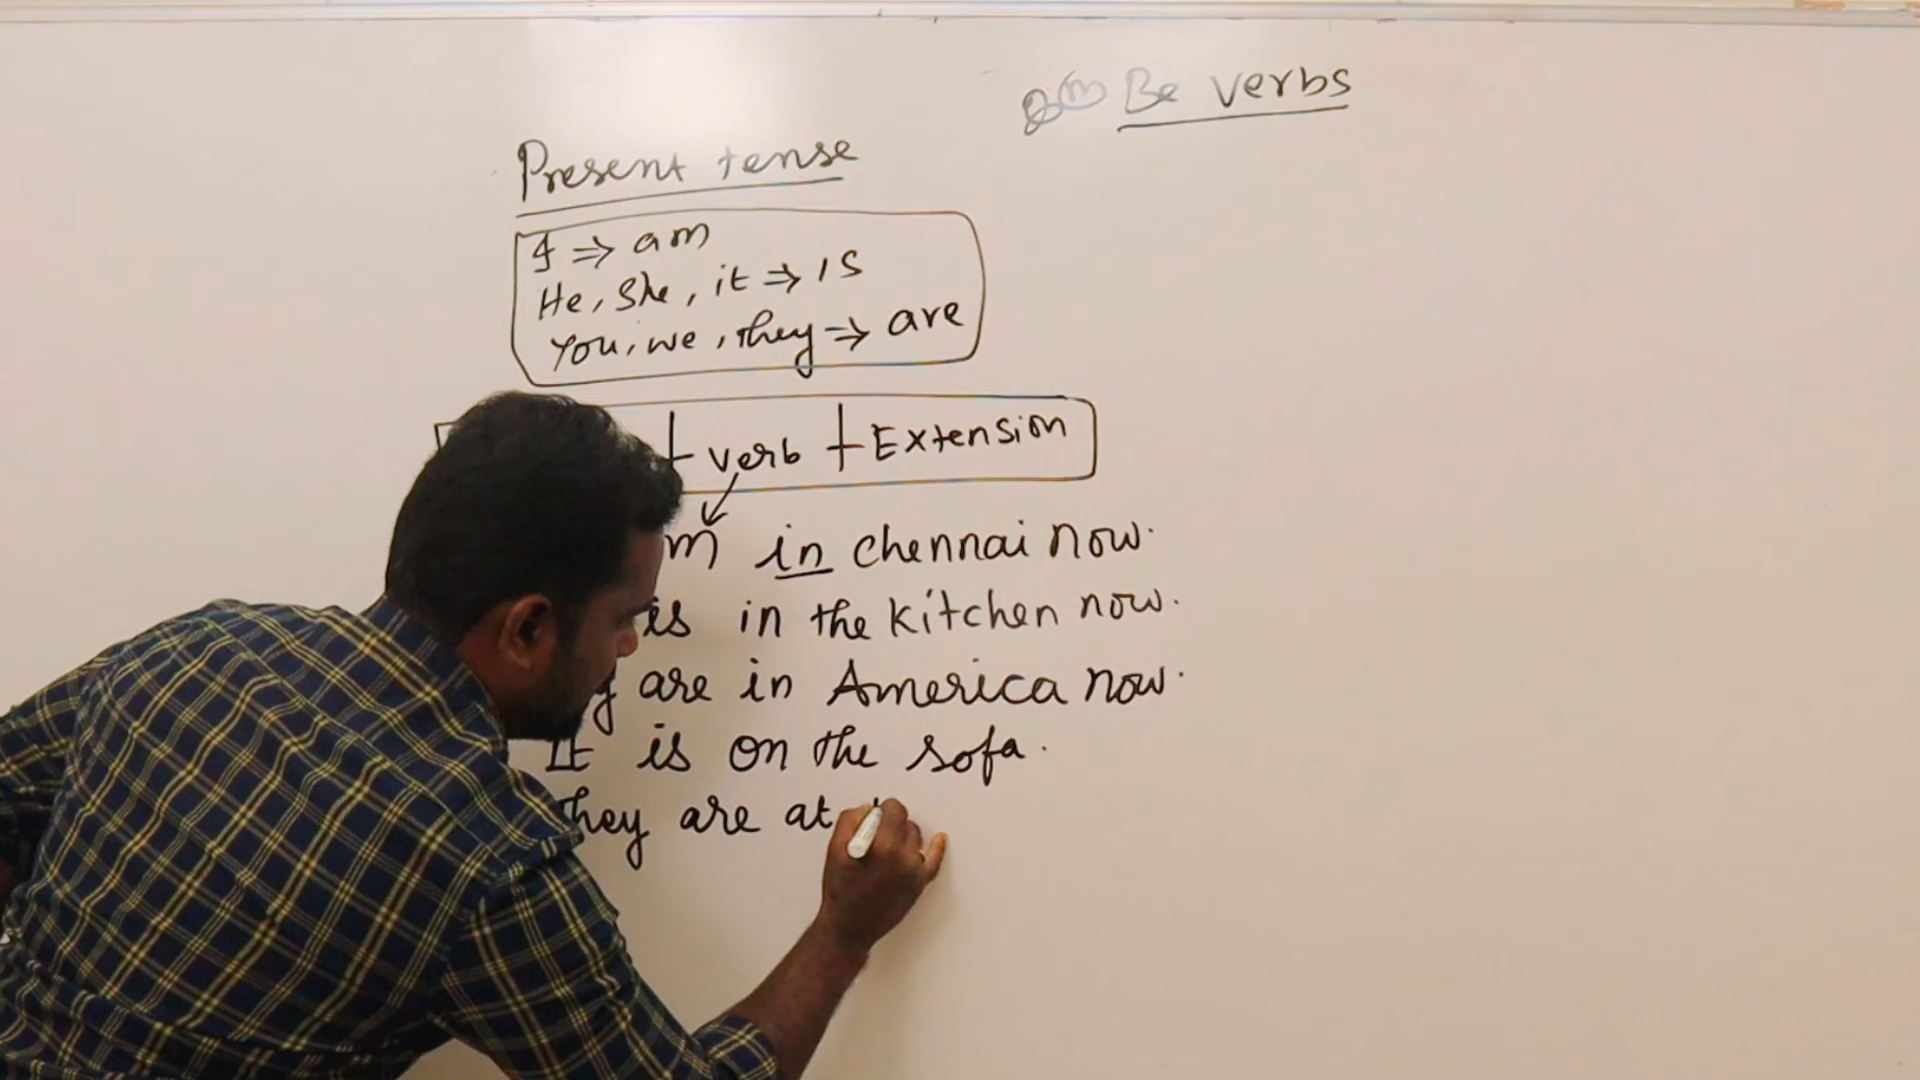 Be verbs
Present tense
I ⇒ am
He, She, it ⇒ is
You, we, they ⇒ are
+ verb + Extension
in chennai now.
is in the kitchen now.
are in America now.
It is on the sofa.
They are at